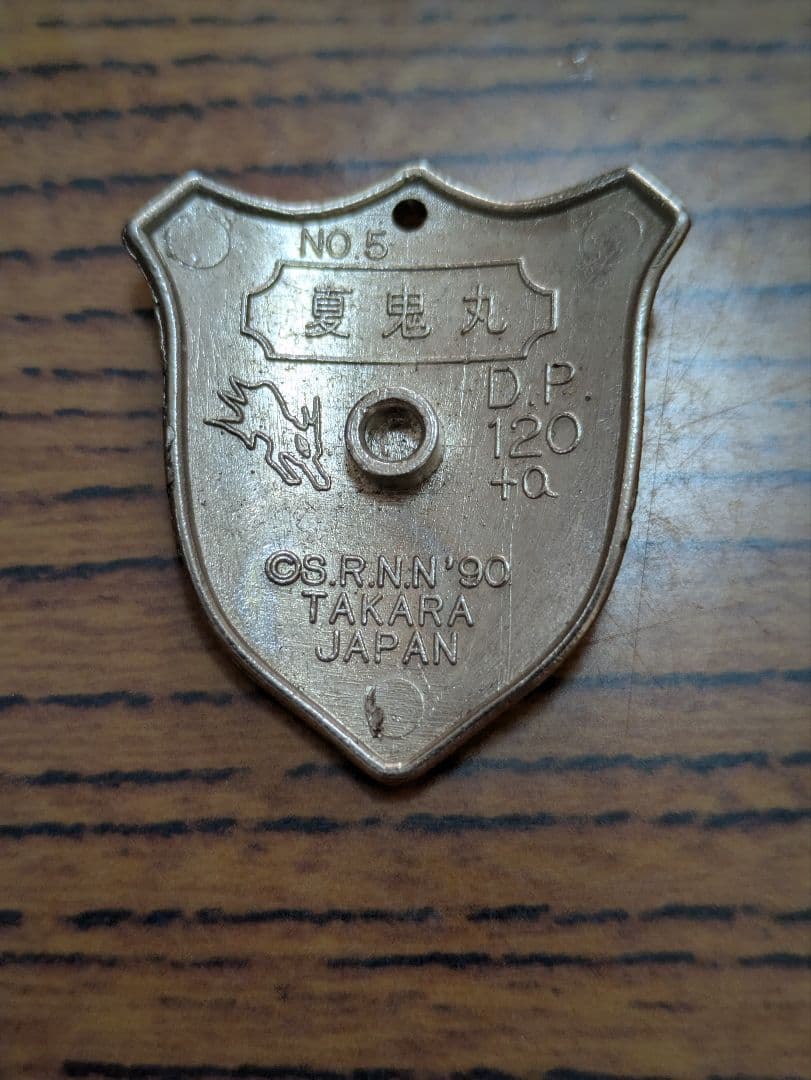 NO.5
夏鬼丸
D.P.
120
+α
©S.R.N.N '90
TAKARA
JAPAN